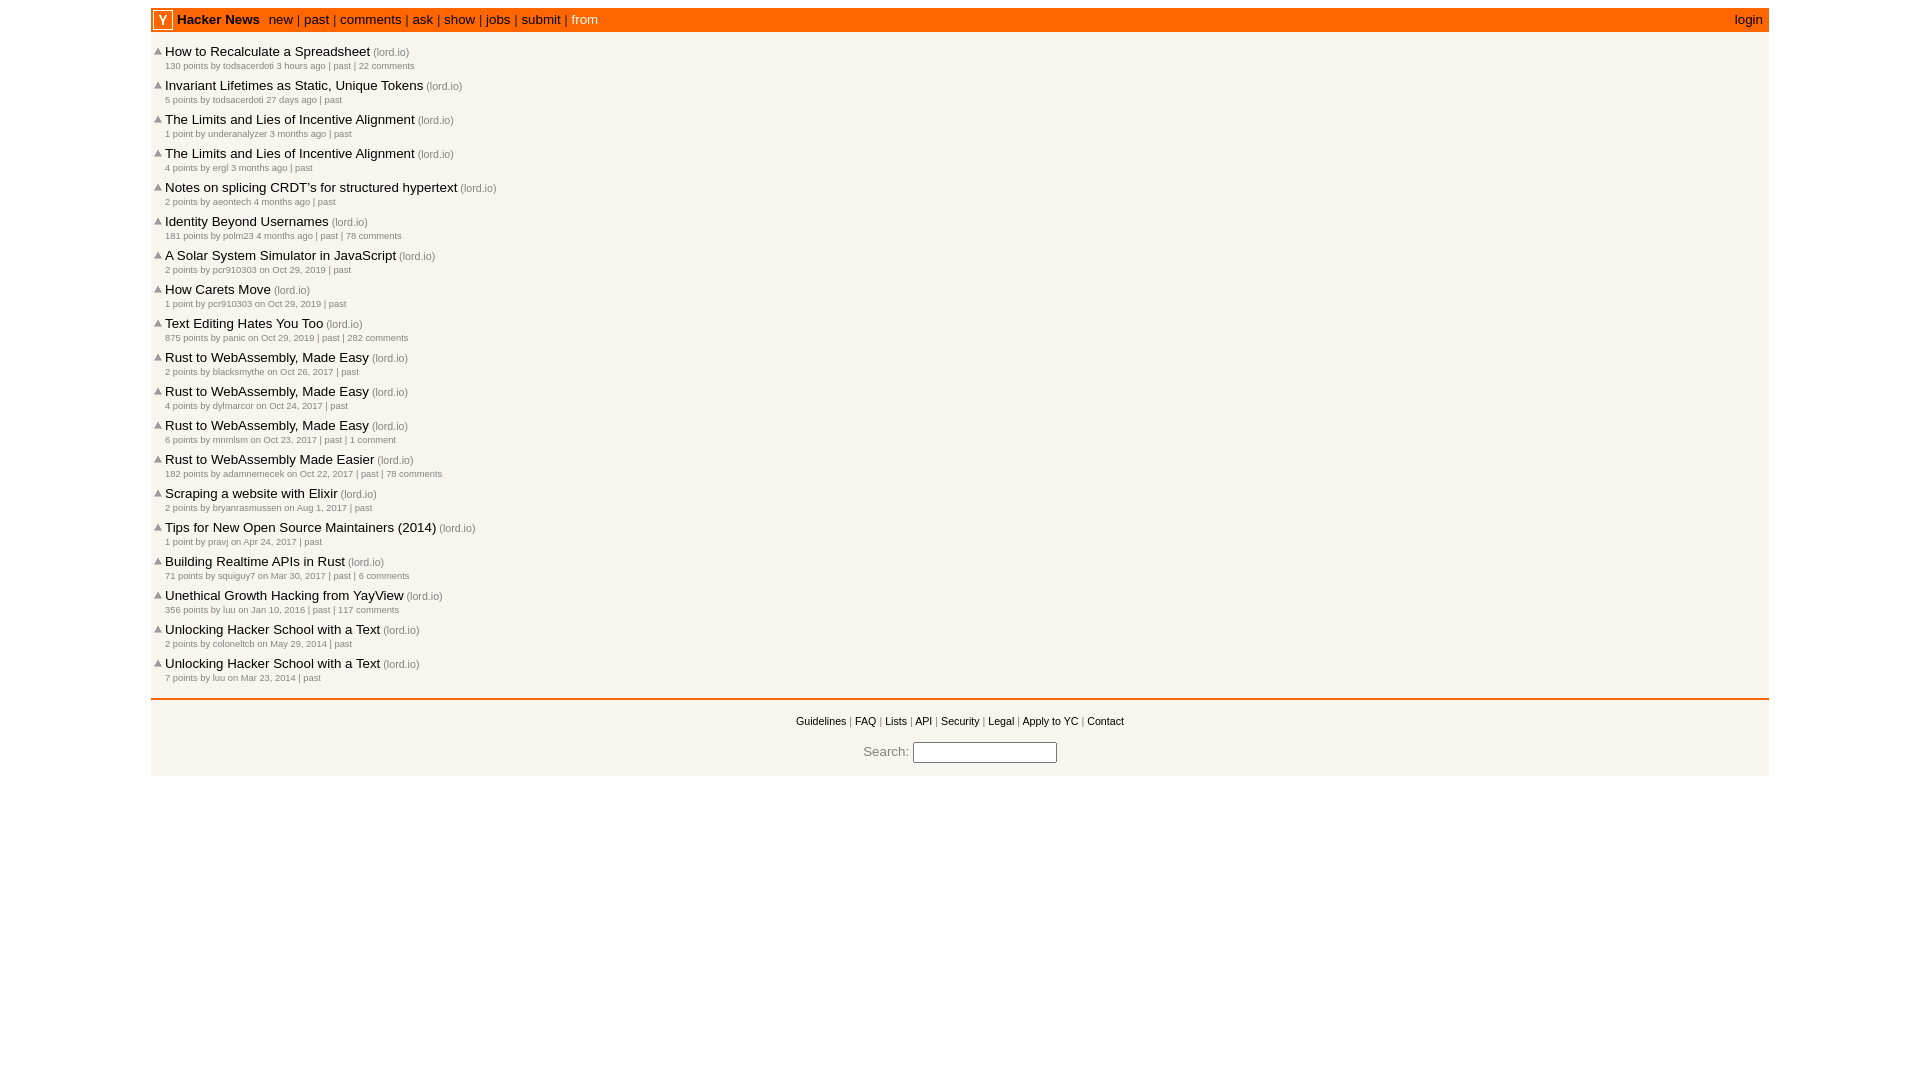 Y Hacker News new | past | comments | ask | show | jobs | submit | from login
How to Recalculate a Spreadsheet (lord.io)
130 points by todsacerdoti 3 hours ago | past | 22 comments
Invariant Lifetimes as Static, Unique Tokens (lord.io)
5 points by todsacerdoti 27 days ago | past
The Limits and Lies of Incentive Alignment (lord.io)
1 point by underanalyzer 3 months ago | past
The Limits and Lies of Incentive Alignment (lord.io)
4 points by ergl 3 months ago | past
Notes on splicing CRDT’s for structured hypertext (lord.io)
2 points by aeontech 4 months ago | past
Identity Beyond Usernames (lord.io)
181 points by polm23 4 months ago | past | 78 comments
A Solar System Simulator in JavaScript (lord.io)
2 points by pcr910303 on Oct 29, 2019 | past
How Carets Move (lord.io)
1 point by pcr910303 on Oct 29, 2019 | past
Text Editing Hates You Too (lord.io)
875 points by panic on Oct 29, 2019 | past | 282 comments
Rust to WebAssembly, Made Easy (lord.io)
2 points by blacksmythe on Oct 26, 2017 | past
Rust to WebAssembly, Made Easy (lord.io)
4 points by dylmarcor on Oct 24, 2017 | past
Rust to WebAssembly, Made Easy (lord.io)
6 points by mnmlsm on Oct 23, 2017 | past | 1 comment
Rust to WebAssembly Made Easier (lord.io)
182 points by adamnemecek on Oct 22, 2017 | past | 78 comments
Scraping a website with Elixir (lord.io)
2 points by bryanrasmussen on Aug 1, 2017 | past
Tips for New Open Source Maintainers (2014) (lord.io)
1 point by pravj on Apr 24, 2017 | past
Building Realtime APIs in Rust (lord.io)
71 points by squiguy7 on Mar 30, 2017 | past | 6 comments
Unethical Growth Hacking from YayView (lord.io)
356 points by luu on Jan 10, 2016 | past | 117 comments
Unlocking Hacker School with a Text (lord.io)
2 points by coloneltcb on May 29, 2014 | past
Unlocking Hacker School with a Text (lord.io)
7 points by luu on Mar 23, 2014 | past
Guidelines | FAQ | Lists | API | Security | Legal | Apply to YC | Contact
Search: